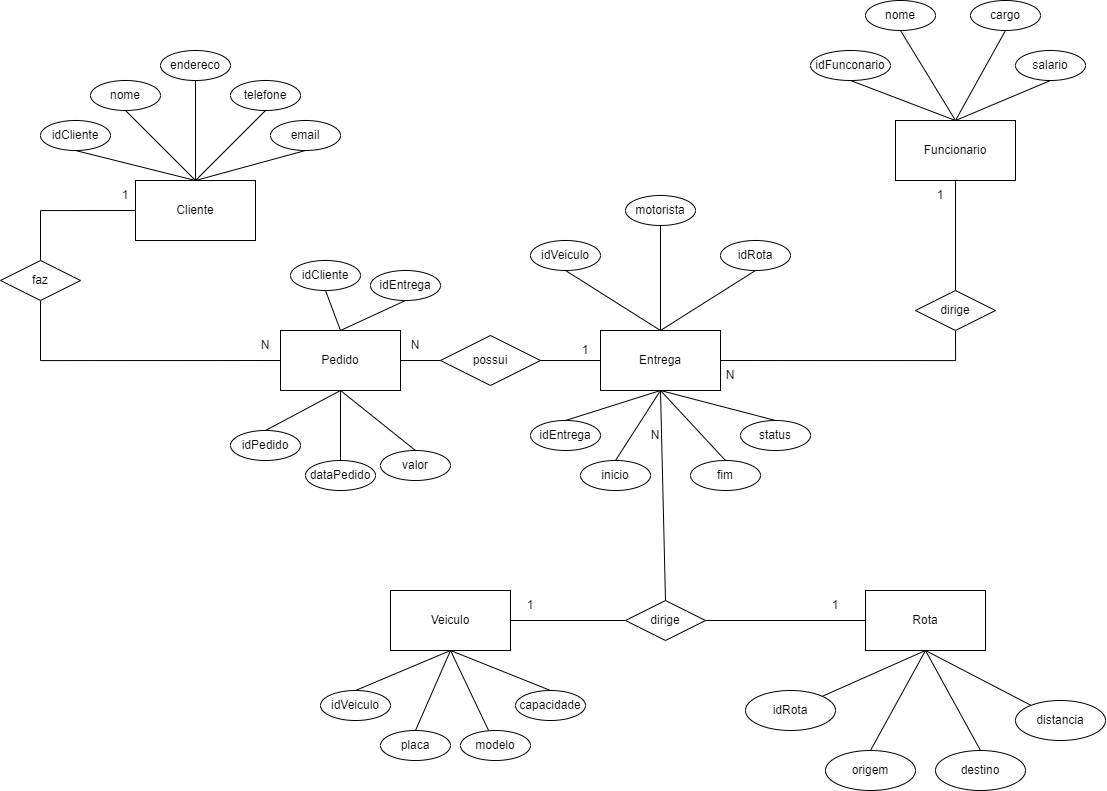 nome
cargo
idFunconario
salario
Funcionario
1
endereco
nome
telefone
idCliente
email
1
Cliente
faz
motorista
idVeiculo
idRota
idCliente
idEntrega
dirige
N
Pedido
N
possui
1
Entrega
N
idPedido
dataPedido
valor
idEntrega
N
status
inicio
fim
Veiculo
1
dirige
1
Rota
idVeiculo
capacidade
placa
modelo
idRota
distancia
origem
destino